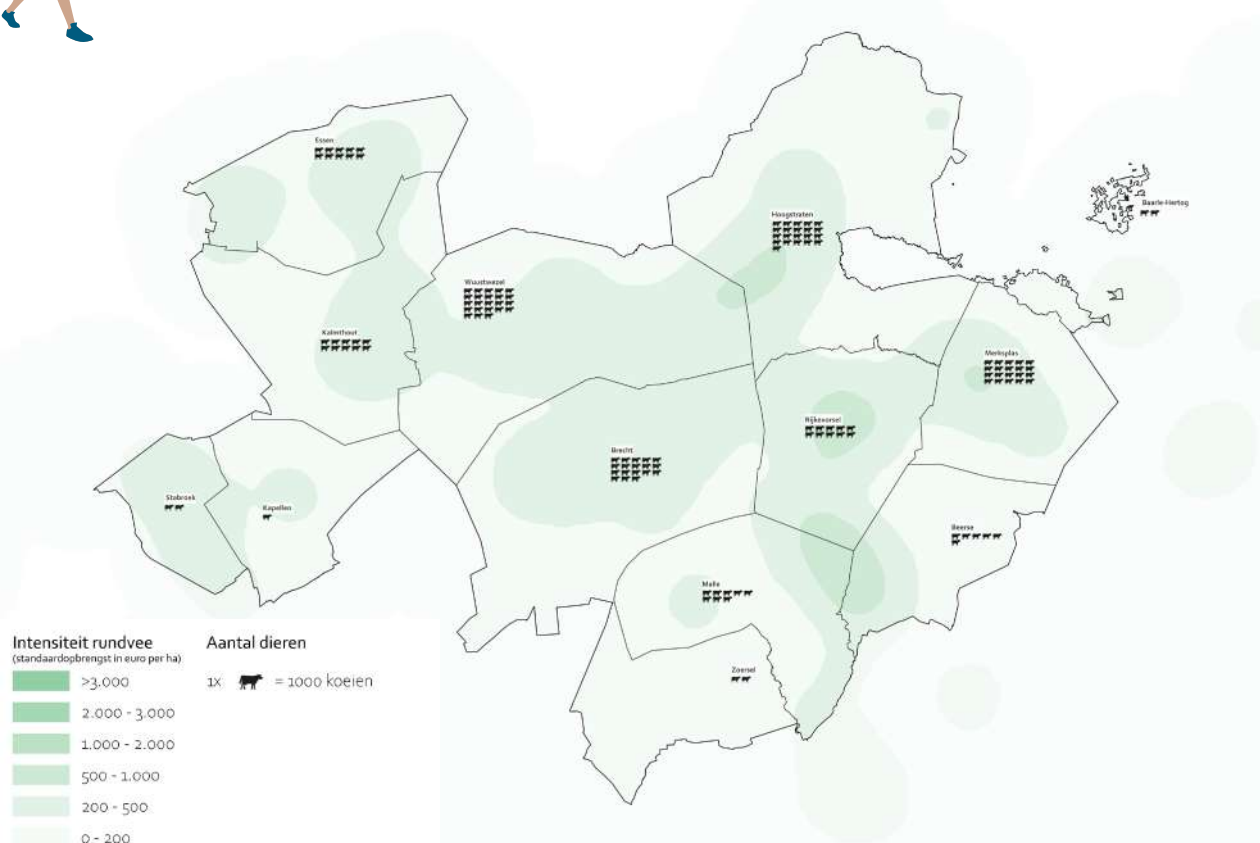 Essen
Hoogstraten
Baarle-Hertog
Wuustwezel
Kalmthout
Merksplas
Rijkevorsel
Brecht
Stabroek
Kapellen
Beerse
Malle
Zoersel
Intensiteit rundvee
(standaardopbrengst in euro per ha)
>3.000
2.000 - 3.000
1.000 - 2.000
500 - 1.000
200 - 500
0 - 200
Aantal dieren
1x = 1000 koeien